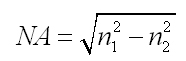 NA = √(n₁² − n₂²)